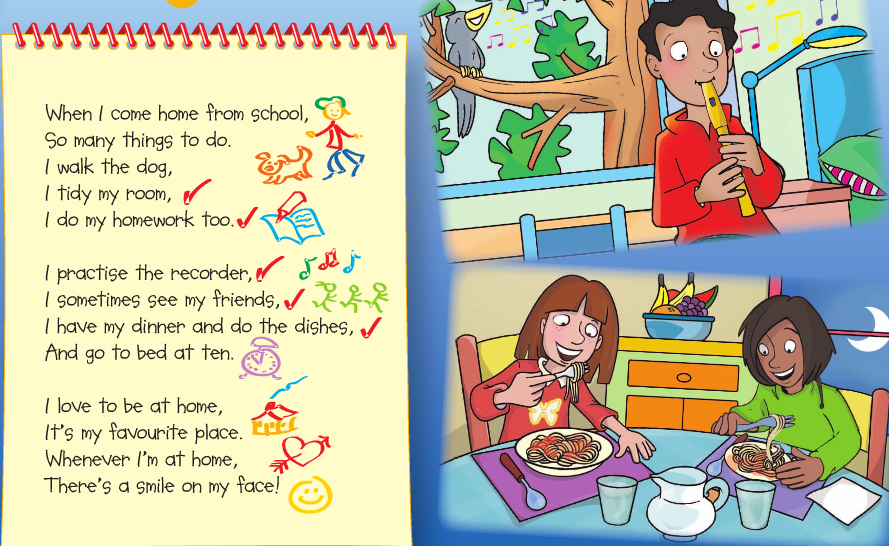 When I come home from school,
So many things to do.
I walk the dog,
I tidy my room,
I do my homework too.
I practise the recorder,
I sometimes see my friends,
I have my dinner and do the dishes,
And go to bed at ten.
I love to be at home,
It's my favourite place.
Whenever I'm at home,
There's a smile on my face!